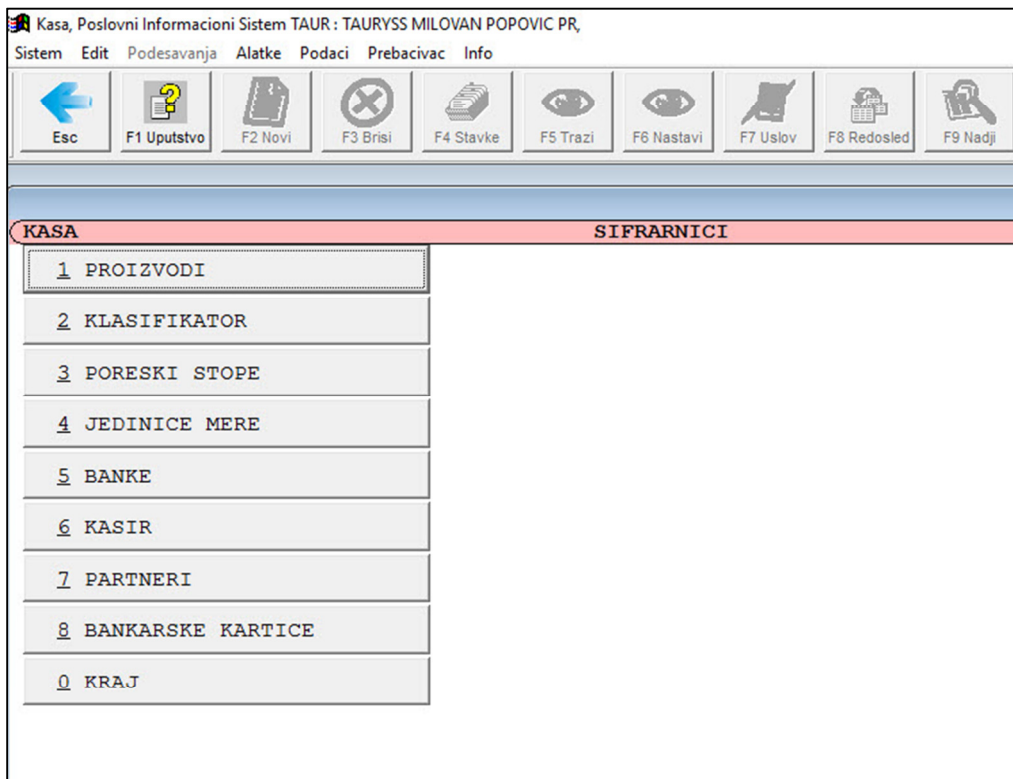 Kasa, Poslovni Informacioni Sistem TAUR : TAURYSS MILOVAN POPOVIC PR,
Sistem Edit Podesavanja Alatke Podaci Prebacivac Info
Esc F1 Uputstvo F2 Novi F3 Brisi F4 Stavke F5 Trazi F6 Nastavi F7 Uslov F8 Redosled F9 Nadji
KASA SIFRARNICI
1 PROIZVODI
2 KLASIFIKATOR
3 PORESKI STOPE
4 JEDINICE MERE
5 BANKE
6 KASIR
7 PARTNERI
8 BANKARSKE KARTICE
0 KRAJ